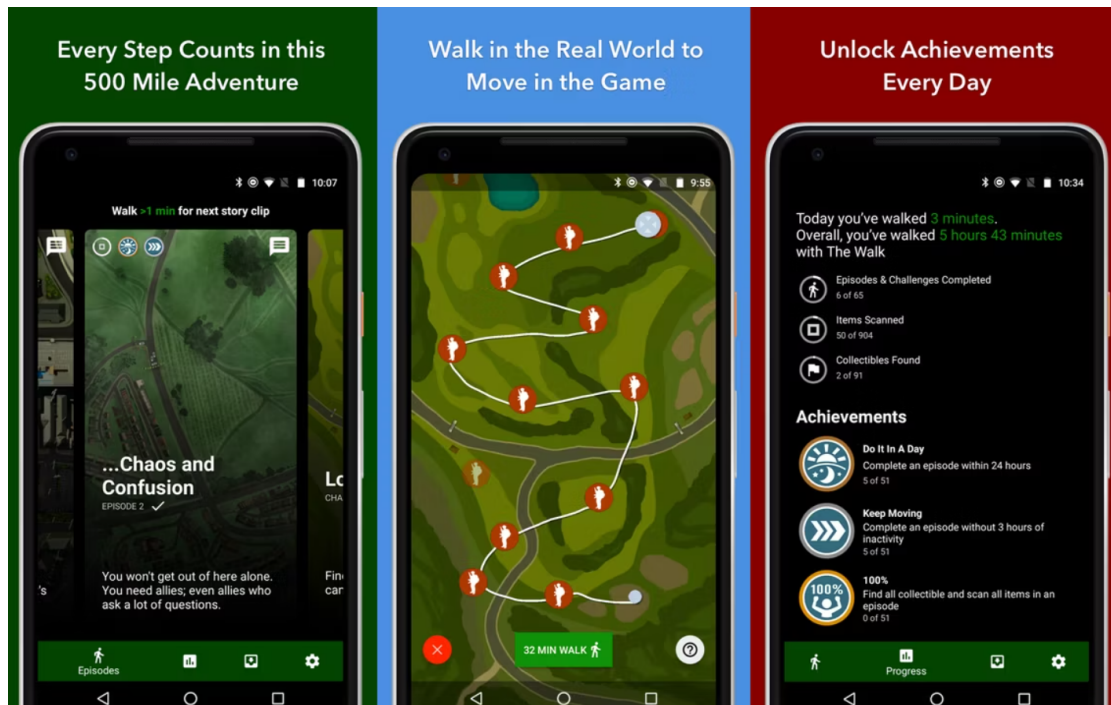 Every Step Counts in this
500 Mile Adventure
10:07
Walk >1 min for next story clip
...Chaos and
Confusion
EPISODE 2
You won't get out of here alone.
You need allies; even allies who
ask a lot of questions.
's
Lo
CHA
Fin
car
Episodes
Walk in the Real World to
Move in the Game
9:55
32 MIN WALK
?
Unlock Achievements
Every Day
10:34
Today you've walked 3 minutes.
Overall, you've walked 5 hours 43 minutes
with The Walk
Episodes & Challenges Completed
6 of 65
Items Scanned
50 of 904
Collectibles Found
2 of 91
Achievements
Do It In A Day
Complete an episode within 24 hours
5 of 51
Keep Moving
Complete an episode without 3 hours of
inactivity
5 of 51
100%
100%
Find all collectible and scan all items in an
episode
0 of 51
Progress